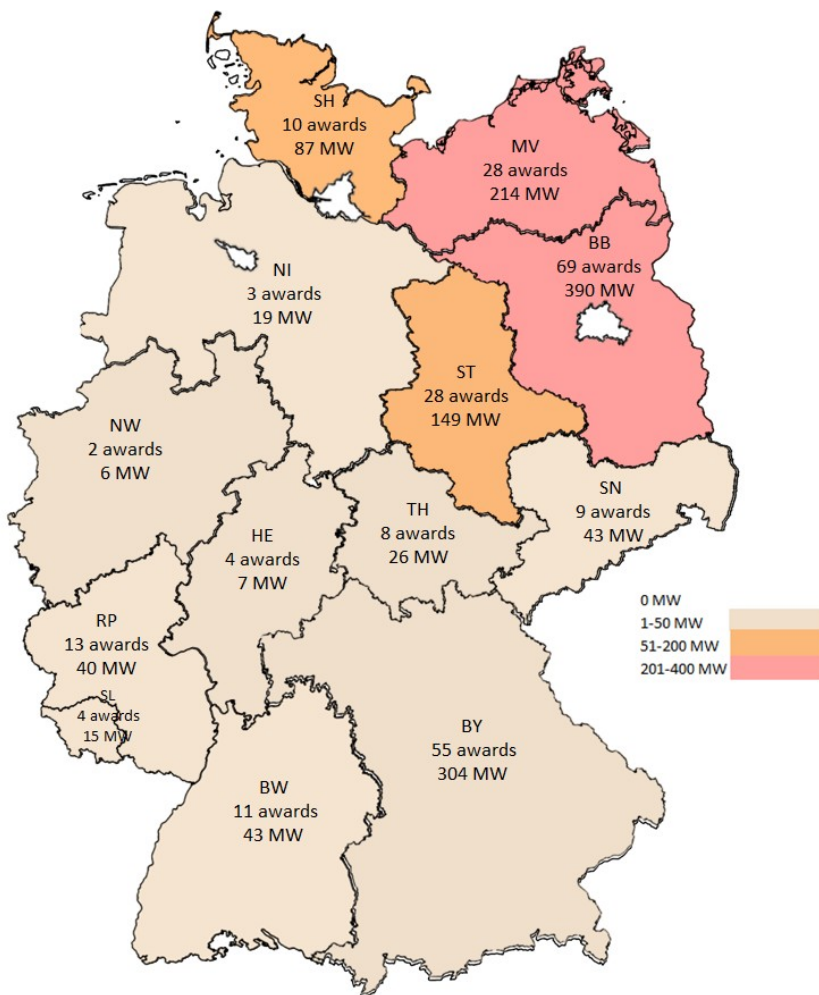 SH
10 awards
87 MW
MV
28 awards
214 MW
BB
69 awards
390 MW
NI
3 awards
19 MW
ST
28 awards
149 MW
NW
2 awards
6 MW
HE
4 awards
7 MW
TH
8 awards
26 MW
SN
9 awards
43 MW
RP
13 awards
40 MW
SL
4 awards
15 MW
BW
11 awards
43 MW
BY
55 awards
304 MW
0 MW
1-50 MW
51-200 MW
201-400 MW